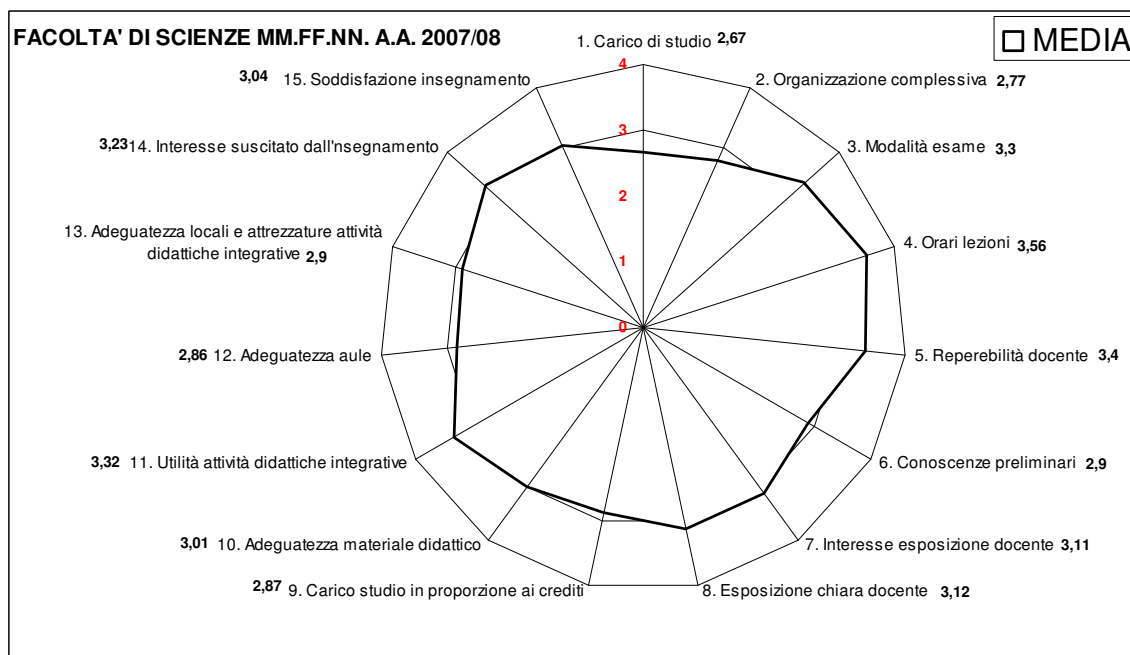 FACOLTA' DI SCIENZE MM.FF.NN. A.A. 2007/08
MEDIA
1. Carico di studio 2,67
2. Organizzazione complessiva 2,77
3. Modalità esame 3,3
4. Orari lezioni 3,56
5. Reperebilità docente 3,4
6. Conoscenze preliminari 2,9
7. Interesse esposizione docente 3,11
8. Esposizione chiara docente 3,12
2,87 9. Carico studio in proporzione ai crediti
3,01 10. Adeguatezza materiale didattico
3,32 11. Utilità attività didattiche integrative
2,86 12. Adeguatezza aule
13. Adeguatezza locali e attrezzature attività
didattiche integrative 2,9
3,23 14. Interesse suscitato dall'nsegnamento
3,04 15. Soddisfazione insegnamento
4
3
2
1
0